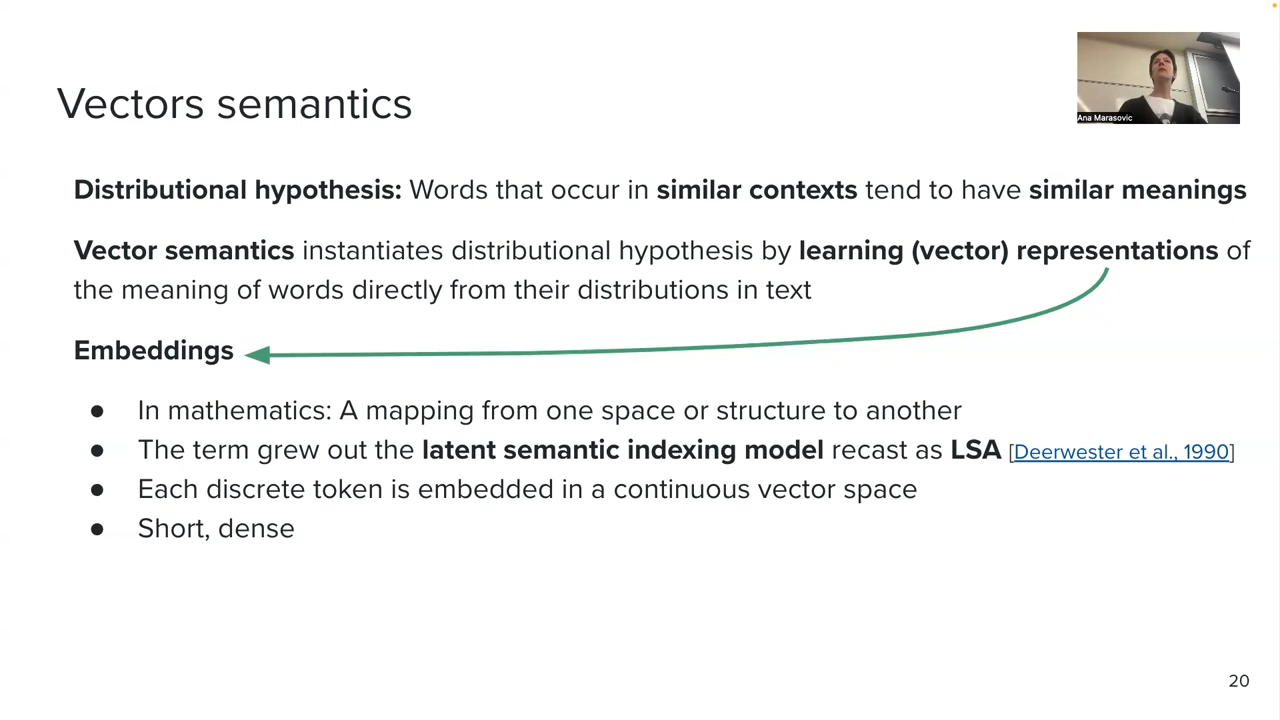 Vectors semantics
Ana Marasovic
Distributional hypothesis: Words that occur in similar contexts tend to have similar meanings
Vector semantics instantiates distributional hypothesis by learning (vector) representations of
the meaning of words directly from their distributions in text
Embeddings
● In mathematics: A mapping from one space or structure to another
● The term grew out the latent semantic indexing model recast as LSA [Deerwester et al., 1990]
● Each discrete token is embedded in a continuous vector space
● Short, dense
20